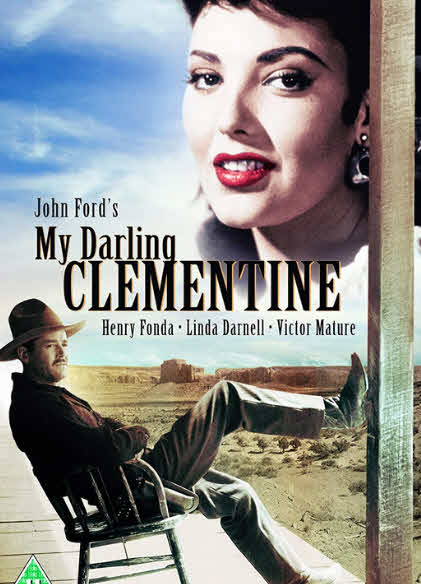 John Ford's
My Darling
CLEMENTINE
Henry Fonda · Linda Darnell · Victor Mature
U